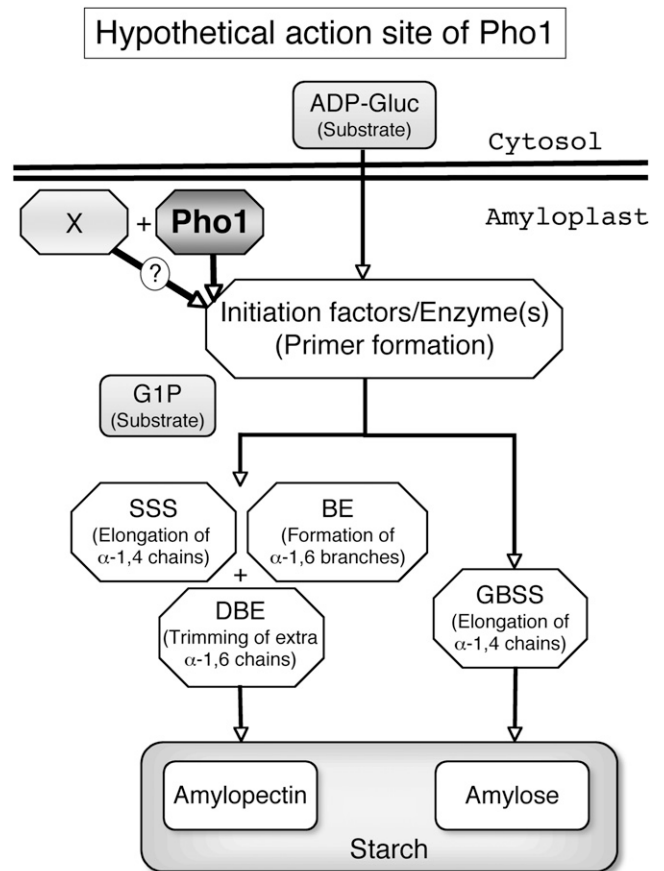 Hypothetical action site of Pho1
ADP-Gluc
(Substrate)
Cytosol
Amyloplast
X
+
Pho1
?
Initiation factors/Enzyme(s)
(Primer formation)
G1P
(Substrate)
SSS
(Elongation of
α-1,4 chains)
BE
(Formation of
α-1,6 branches)
+
DBE
(Trimming of extra
α-1,6 chains)
GBSS
(Elongation of
α-1,4 chains)
Amylopectin
Amylose
Starch